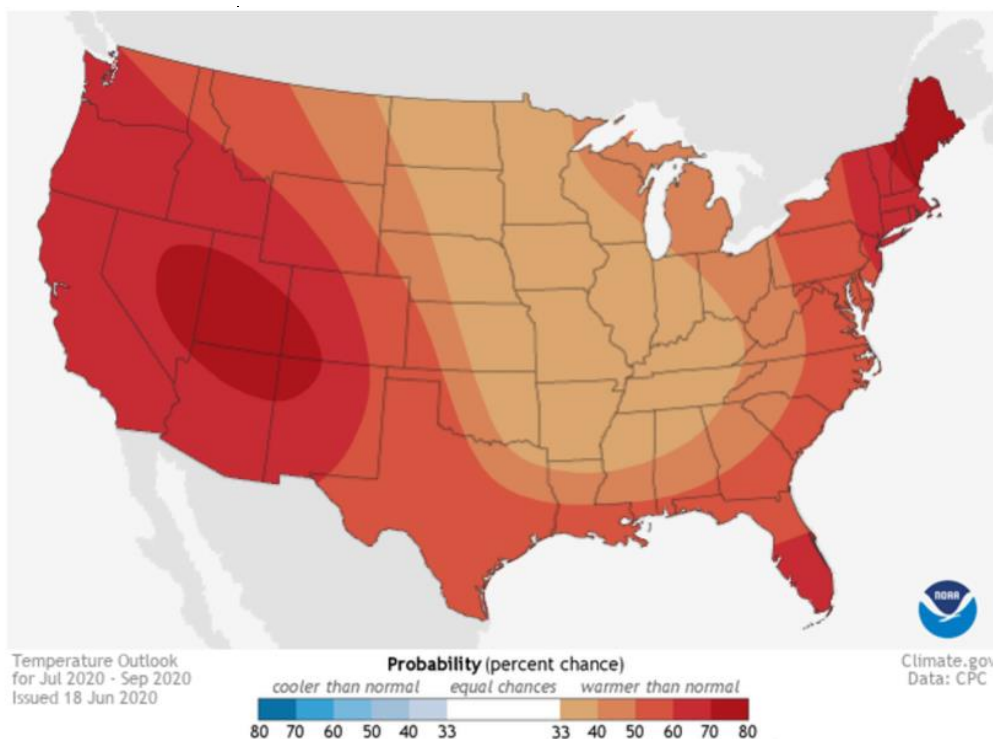 NOAA
Temperature Outlook
for Jul 2020 - Sep 2020
Issued 18 Jun 2020
Probability (percent chance)
cooler than normal equal chances warmer than normal
80 70 60 50 40 33 33 40 50 60 70 80
Climate.gov
Data: CPC